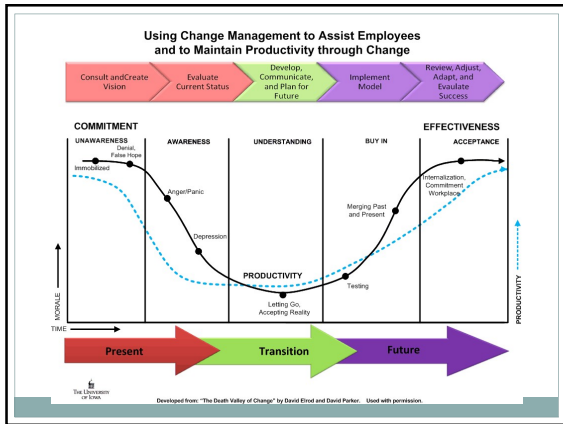 Using Change Management to Assist Employees
and to Maintain Productivity through Change
Consult andCreate
Vision
Evaluate
Current Status
Develop,
Communicate,
and Plan for
Future
Implement
Model
Review, Adjust,
Adapt, and
Evaulate
Success
COMMITMENT
EFFECTIVENESS
UNAWARENESS
AWARENESS
UNDERSTANDING
BUY IN
ACCEPTANCE
Denial,
False Hope
Immobilized
Anger/Panic
Depression
PRODUCTIVITY
Letting Go,
Accepting Reality
Testing
Merging Past
and Present
Internalization,
Commitment
Workplace
MORALE
TIME
PRODUCTIVITY
Present
Transition
Future
THE UNIVERSITY
OF IOWA
Developed from: "The Death Valley of Change" by David Elrod and David Parker. Used with permission.